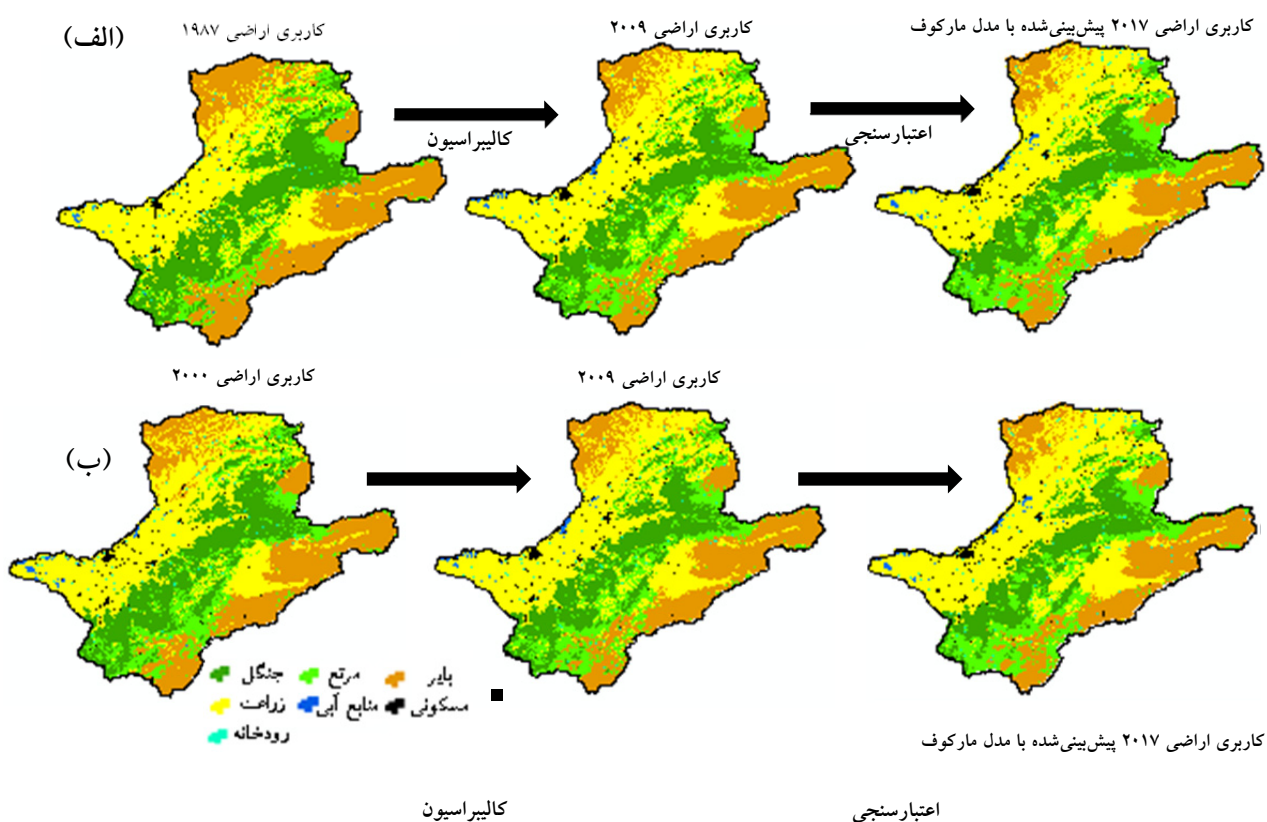 (الف)
کاربری اراضی ۱۹۸۷
کاربری اراضی ۲۰۰۹
کاربری اراضی ۲۰۱۷ پیش‌بینی‌شده با مدل مارکوف
کالیبراسیون
اعتبارسنجی
کاربری اراضی ۲۰۰۰
کاربری اراضی ۲۰۰۹
(ب)
جنگل مرتع بایر
زراعت منابع آبی مسکونی
رودخانه
کاربری اراضی ۲۰۱۷ پیش‌بینی‌شده با مدل مارکوف
کالیبراسیون
اعتبارسنجی